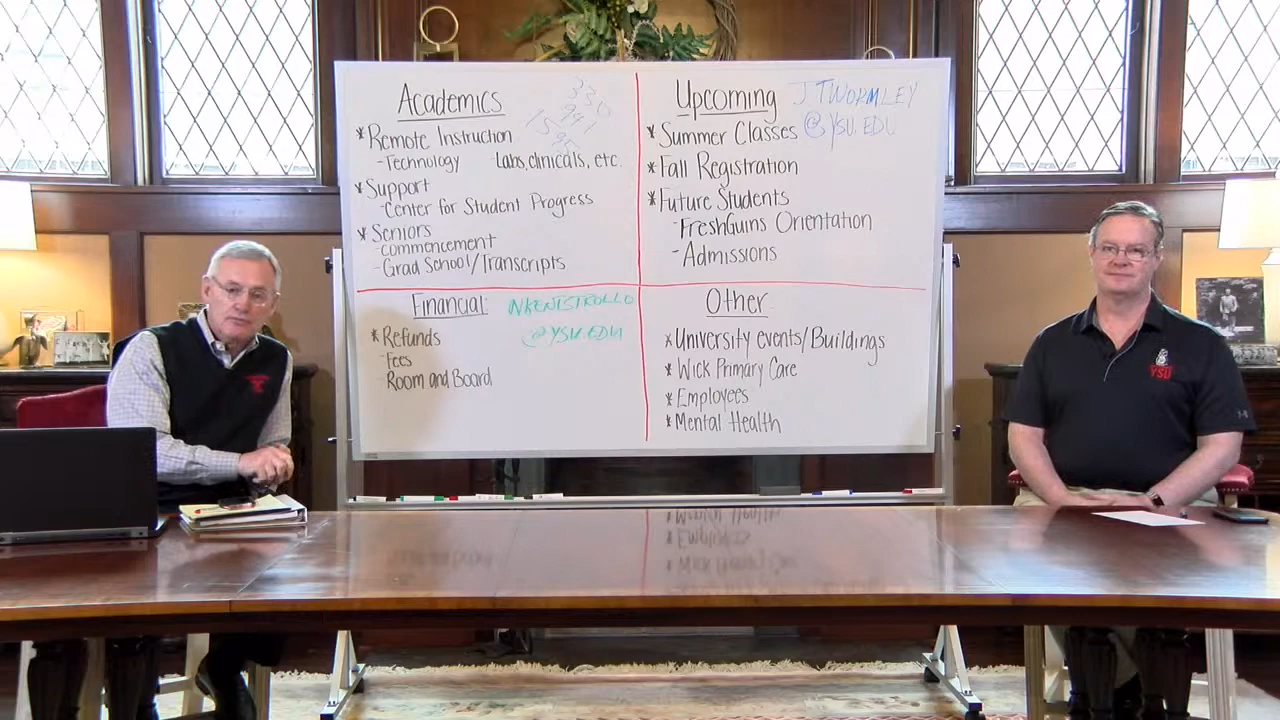 Academics
* Remote Instruction
- Technology - Labs, clinicals, etc.
* Support
- Center for Student Progress
* Seniors
- commencement
- Grad School/Transcripts
330
941
Upcoming
J TWORMLEY
@YSU.EDU
* Summer Classes
* Fall Registration
* Future Students
- FreshGuins Orientation
- Admissions
Financial
NKENTSTROLLO
@YSU.EDU
* Refunds
- Fees
- Room and Board
Other
* University events/Buildings
* Wick Primary Care
* Employees
* Mental Health
YSU